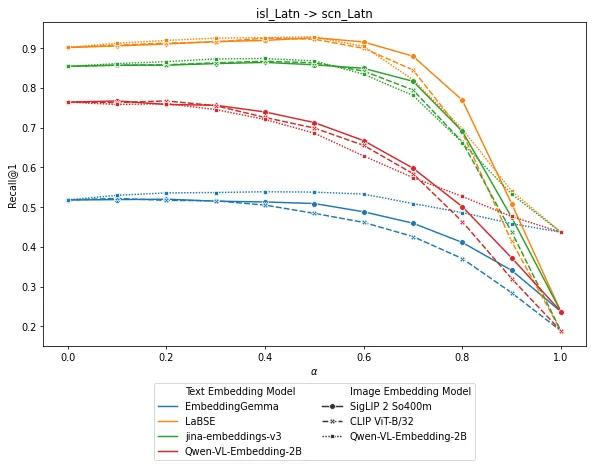 isl_Latn -> scn_Latn
Recall@1
0.9
0.8
0.7
0.6
0.5
0.4
0.3
0.2
0.0
0.2
0.4
0.6
0.8
1.0
α
Text Embedding Model
EmbeddingGemma
LaBSE
jina-embeddings-v3
Qwen-VL-Embedding-2B
Image Embedding Model
SigLIP 2 So400m
CLIP ViT-B/32
Qwen-VL-Embedding-2B